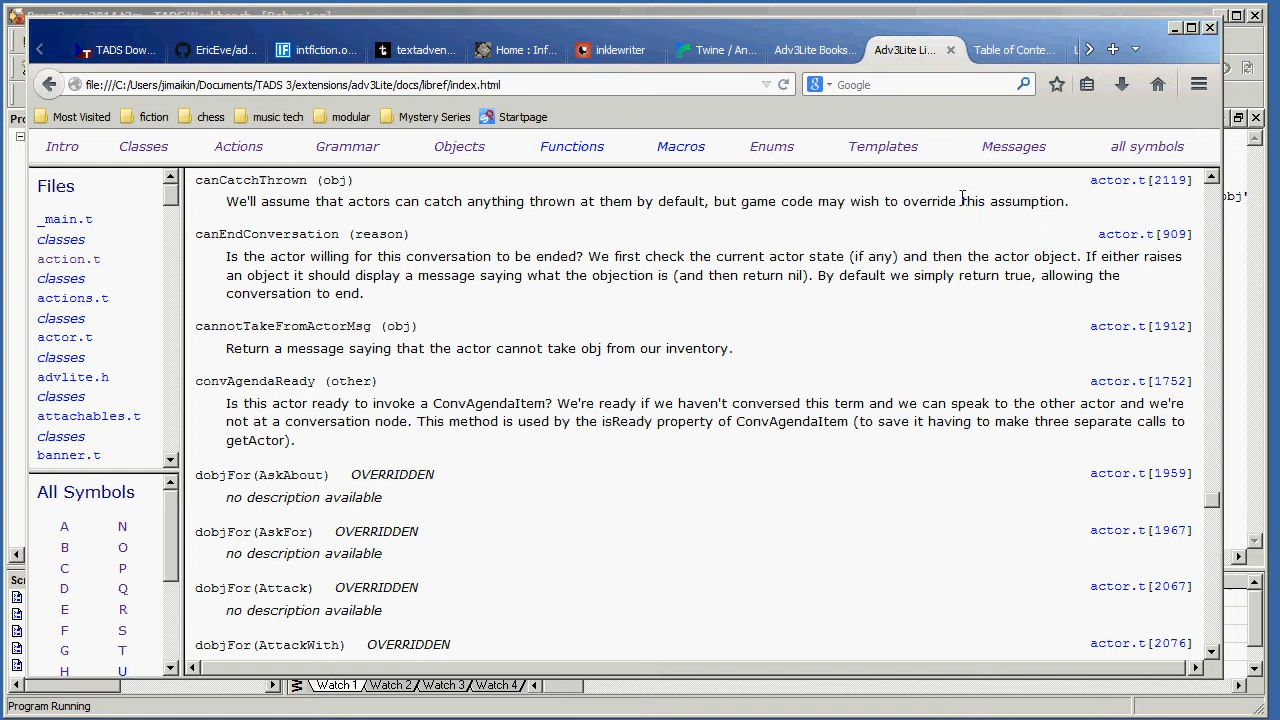 TADS Dow...
EricEve/ad...
intfiction.o...
textadven...
Home : Inf...
inklewriter
Twine / An...
Adv3Lite Books...
Adv3Lite Li...
Table of Conte...
file:///C:/Users/jimaikin/Documents/TADS 3/extensions/adv3Lite/docs/libref/index.html
Google
Most Visited
fiction
chess
music tech
modular
Mystery Series
Startpage
Intro Classes Actions Grammar Objects Functions Macros Enums Templates Messages all symbols
Files
_main.t
classes
action.t
classes
actions.t
classes
actor.t
classes
advlite.h
classes
attachables.t
classes
banner.t
All Symbols
A N
B O
C P
D Q
E R
F S
G T
H U
canCatchThrown (obj) actor.t[2119]
We'll assume that actors can catch anything thrown at them by default, but game code may wish to override this assumption.
canEndConversation (reason) actor.t[909]
Is the actor willing for this conversation to be ended? We first check the current actor state (if any) and then the actor object. If either raises
an object it should display a message saying what the objection is (and then return nil). By default we simply return true, allowing the
conversation to end.
cannotTakeFromActorMsg (obj) actor.t[1912]
Return a message saying that the actor cannot take obj from our inventory.
convAgendaReady (other) actor.t[1752]
Is this actor ready to invoke a ConvAgendaItem? We're ready if we haven't conversed this term and we can speak to the other actor and we're
not at a conversation node. This method is used by the isReady property of ConvAgendaItem (to save it having to make three separate calls to
getActor).
dobjFor(AskAbout) OVERRIDDEN actor.t[1959]
no description available
dobjFor(AskFor) OVERRIDDEN actor.t[1967]
no description available
dobjFor(Attack) OVERRIDDEN actor.t[2067]
no description available
dobjFor(AttackWith) OVERRIDDEN actor.t[2076]
Watch 1 Watch 2 Watch 3 Watch 4
Program Running